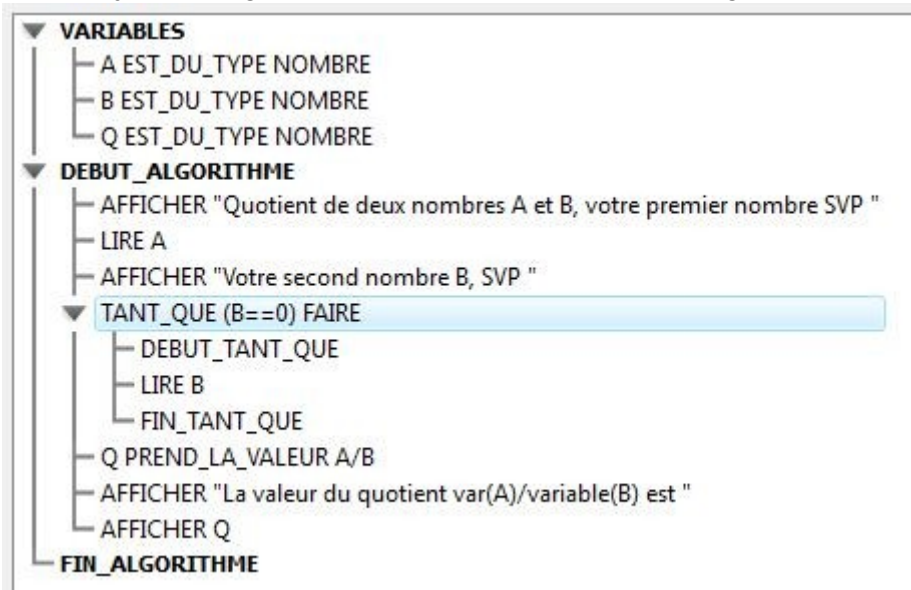 VARIABLES
A EST_DU_TYPE NOMBRE
B EST_DU_TYPE NOMBRE
Q EST_DU_TYPE NOMBRE
DEBUT_ALGORITHME
AFFICHER "Quotient de deux nombres A et B, votre premier nombre SVP "
LIRE A
AFFICHER "Votre second nombre B, SVP "
TANT_QUE (B==0) FAIRE
DEBUT_TANT_QUE
LIRE B
FIN_TANT_QUE
Q PREND_LA_VALEUR A/B
AFFICHER "La valeur du quotient var(A)/variable(B) est "
AFFICHER Q
FIN_ALGORITHME